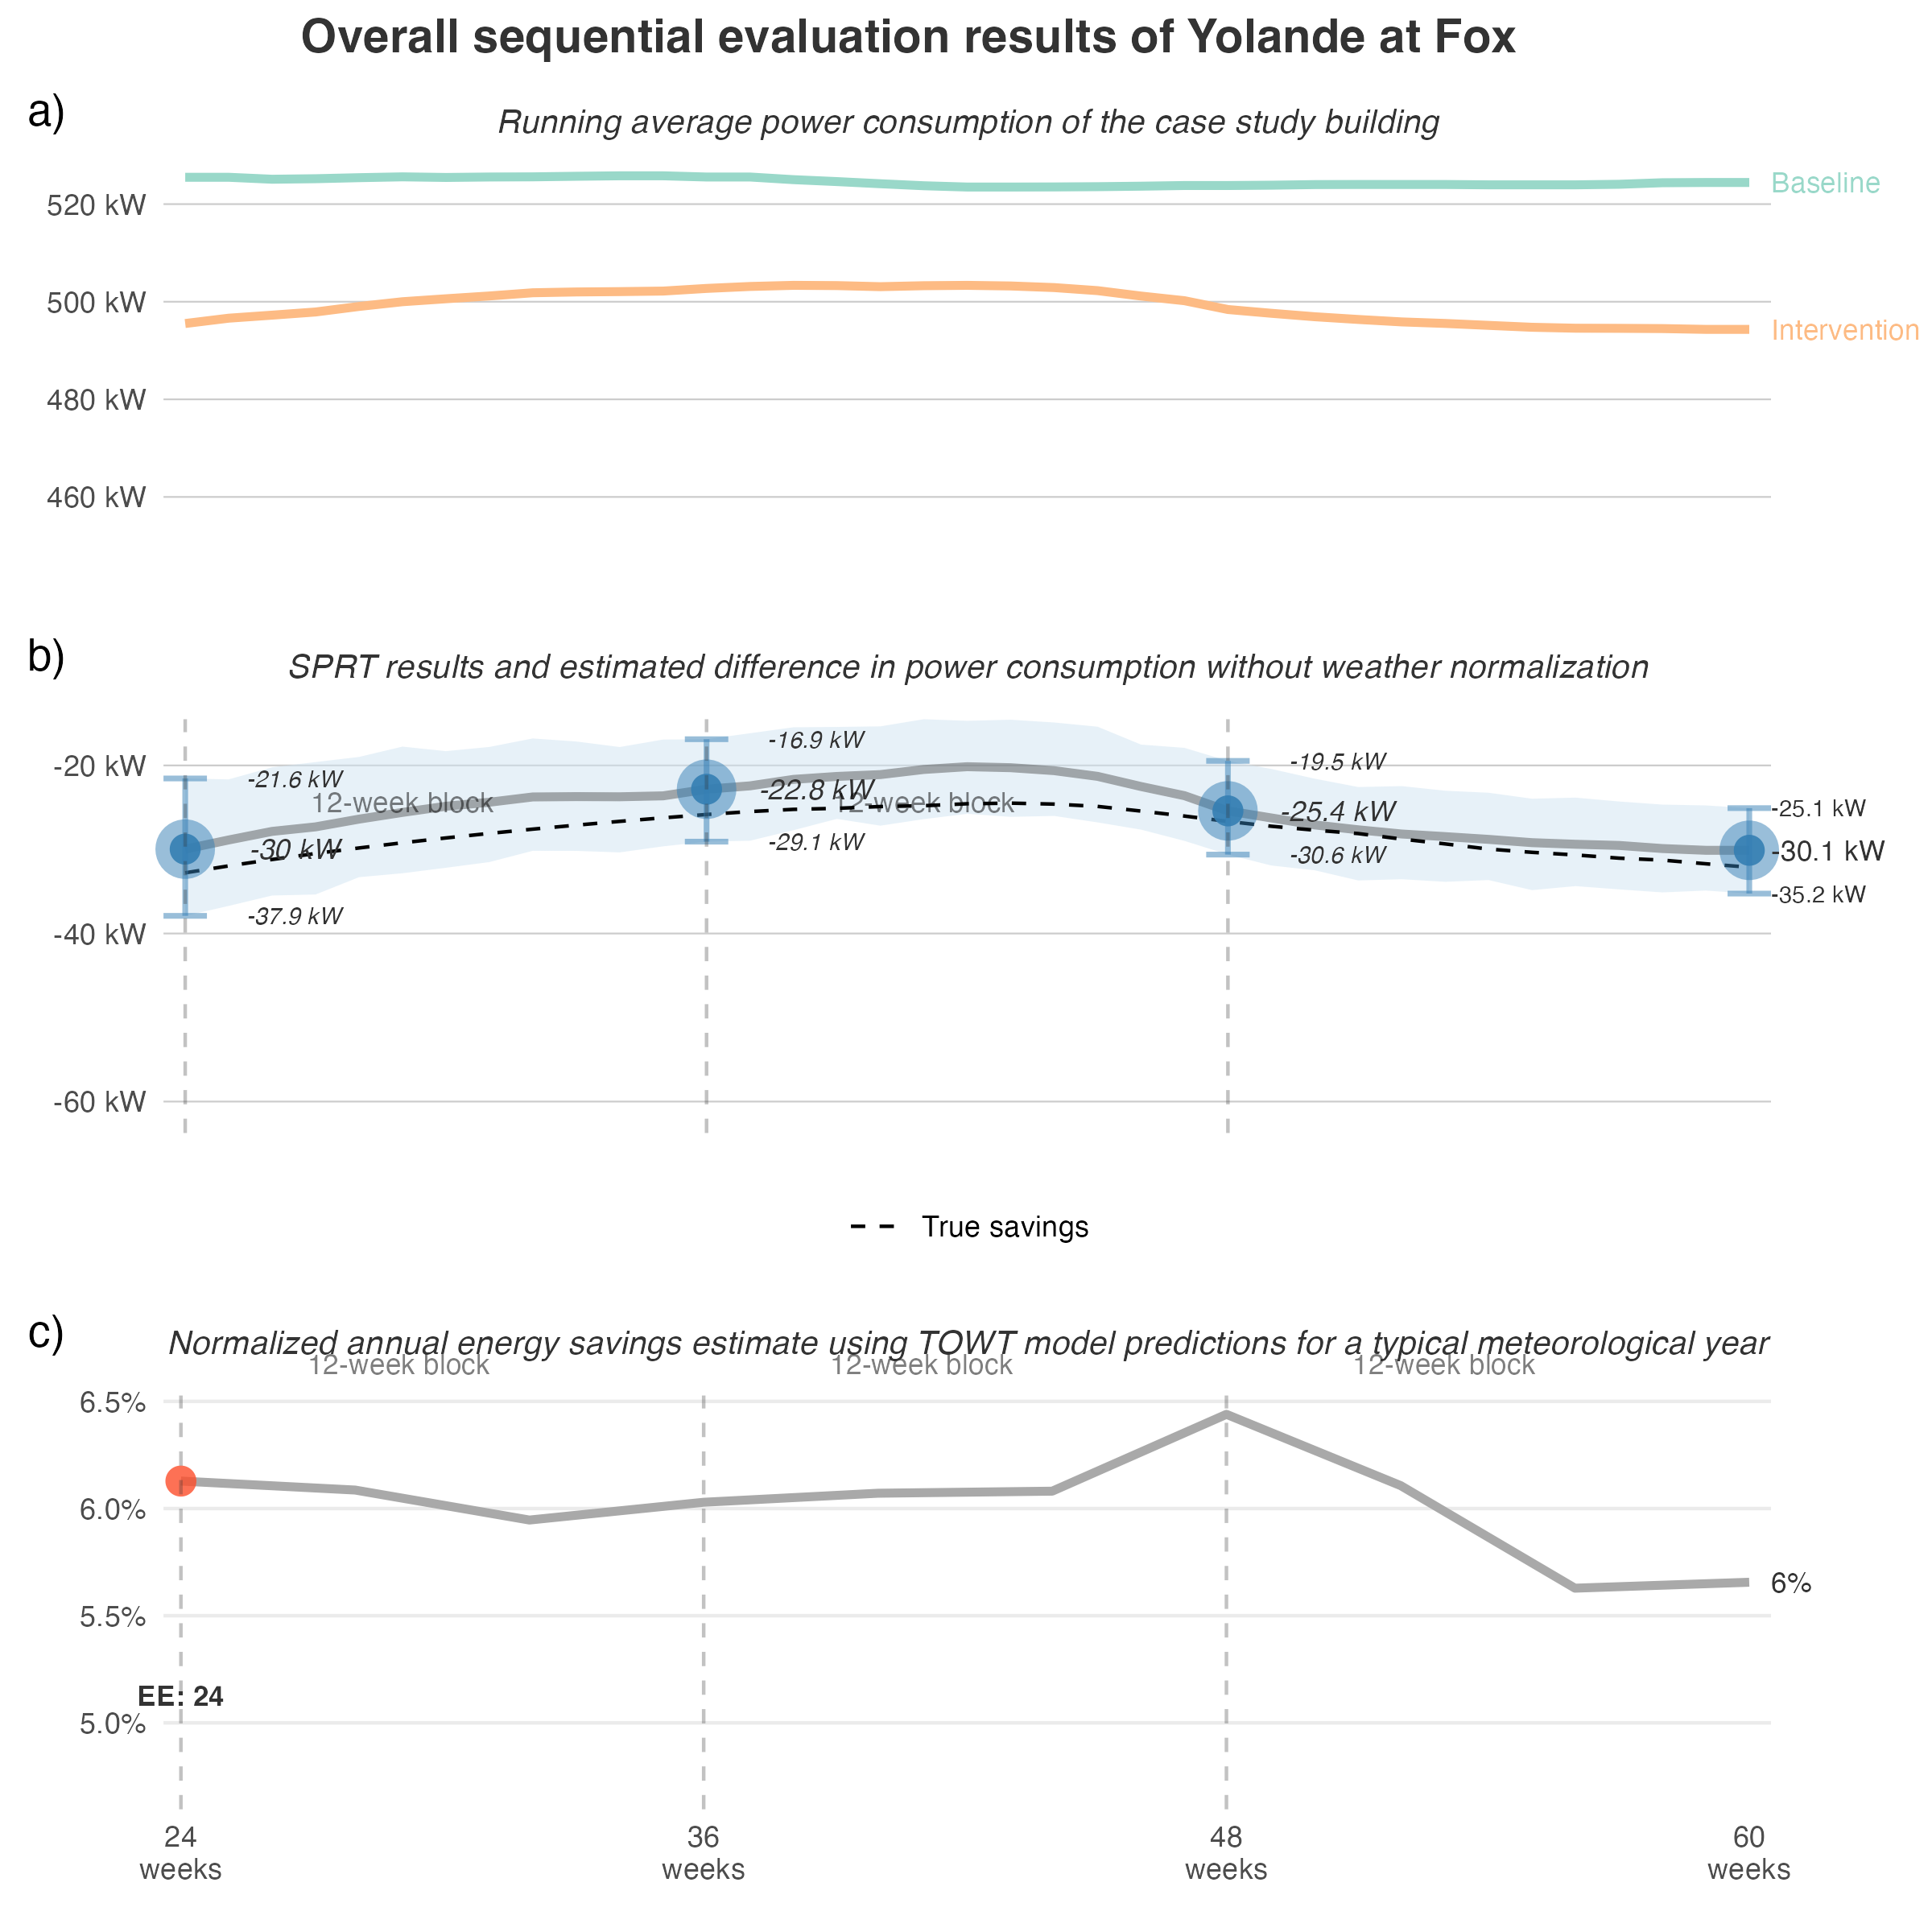 Overall sequential evaluation results of Yolande at Fox
a)
Running average power consumption of the case study building
Baseline
520 kW
500 kW
Intervention
480 kW
460 kW
b)
SPRT results and estimated difference in power consumption without weather normalization
-16.9 kW
-19.5 kW
-20 kW
-21.6 kW
-22.8 kW
12-week block
12-week block
-25.4 kW
-25.1 kW
-30 kW
-29.1 kW
-30.6 kW
-30.1 kW
-35.2 kW
-37.9 kW
-40 kW
-60 kW
True savings
c)
Normalized annual energy savings estimate using TOWT model predictions for a typical meteorological year
12-week block
12-week block
12-week block
6.5%
6.0%
6%
5.5%
EE: 24
5.0%
24
weeks
36
weeks
48
weeks
60
weeks